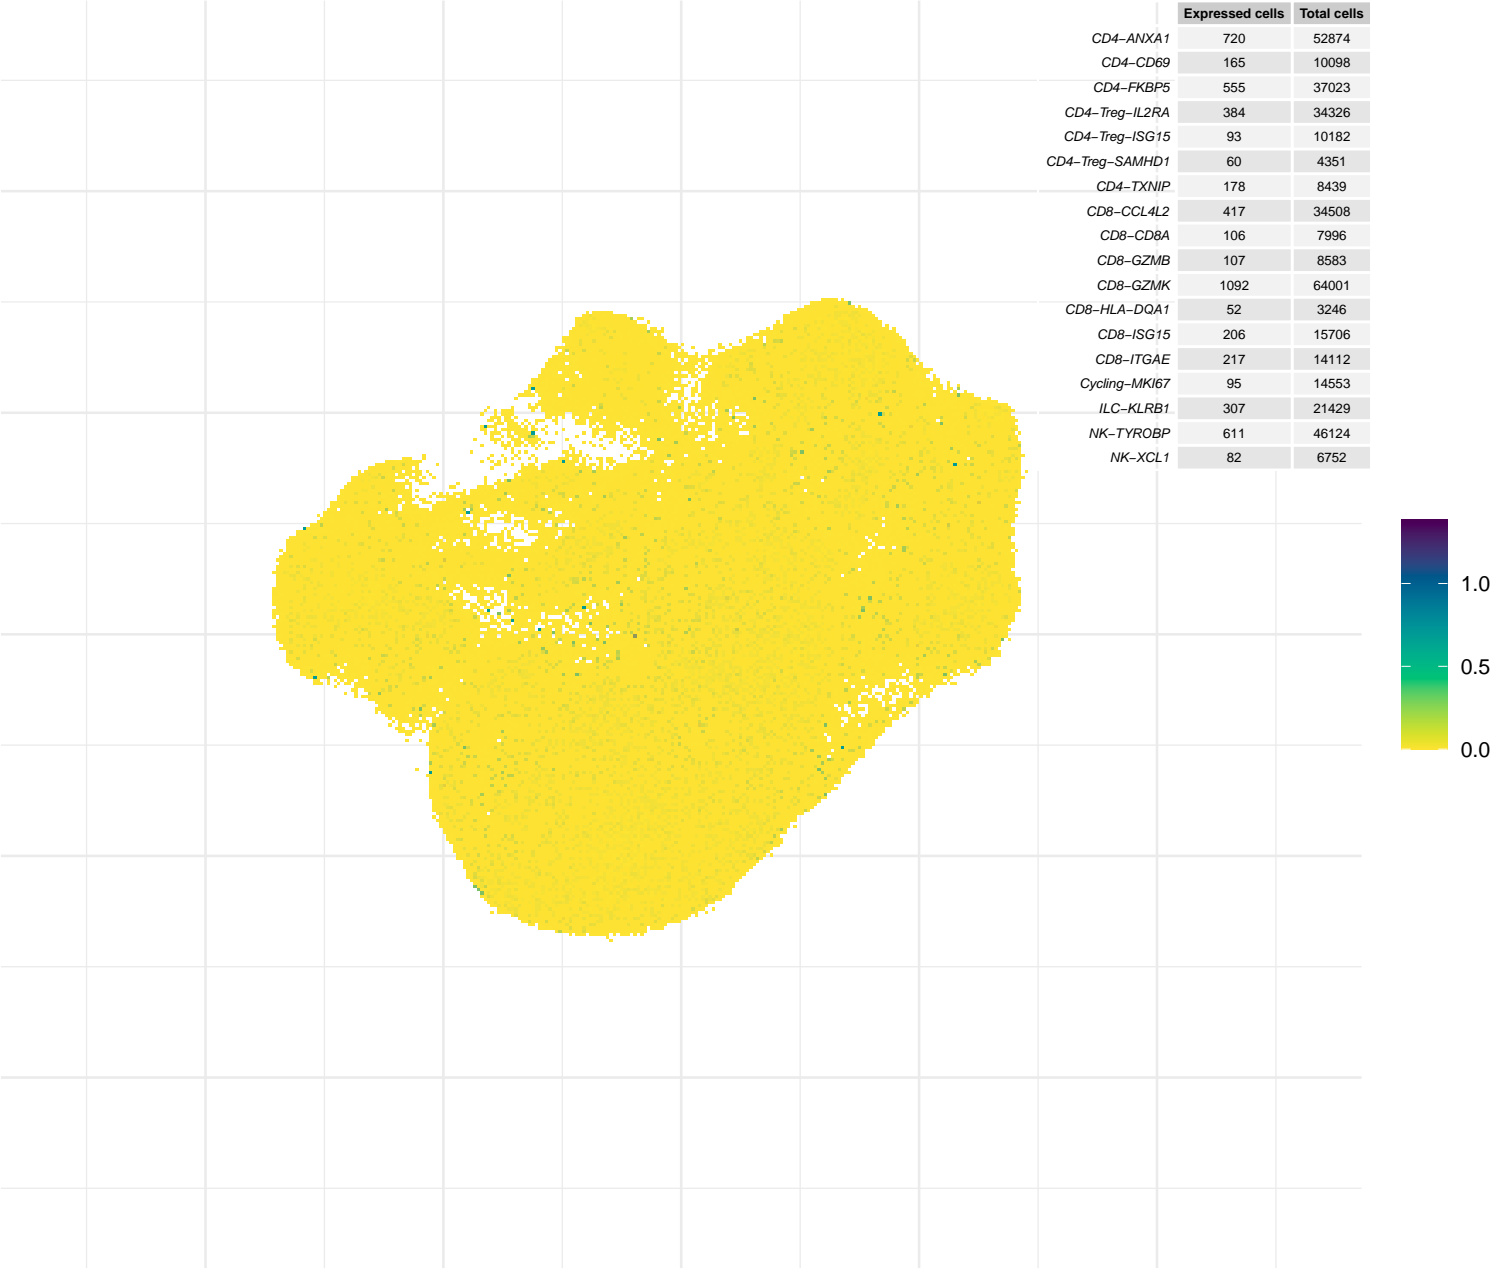 Expressed cells Total cells
CD4−ANXA1 720 52874
CD4−CD69 165 10098
CD4−FKBP5 555 37023
CD4−Treg−IL2RA 384 34326
CD4−Treg−ISG15 93 10182
CD4−Treg−SAMHD1 60 4351
CD4−TXNIP 178 8439
CD8−CCL4L2 417 34508
CD8−CD8A 106 7996
CD8−GZMB 107 8583
CD8−GZMK 1092 64001
CD8−HLA−DQA1 52 3246
CD8−ISG15 206 15706
CD8−ITGAE 217 14112
Cycling−MKI67 95 14553
ILC−KLRB1 307 21429
NK−TYROBP 611 46124
NK−XCL1 82 6752
1.0
0.5
0.0